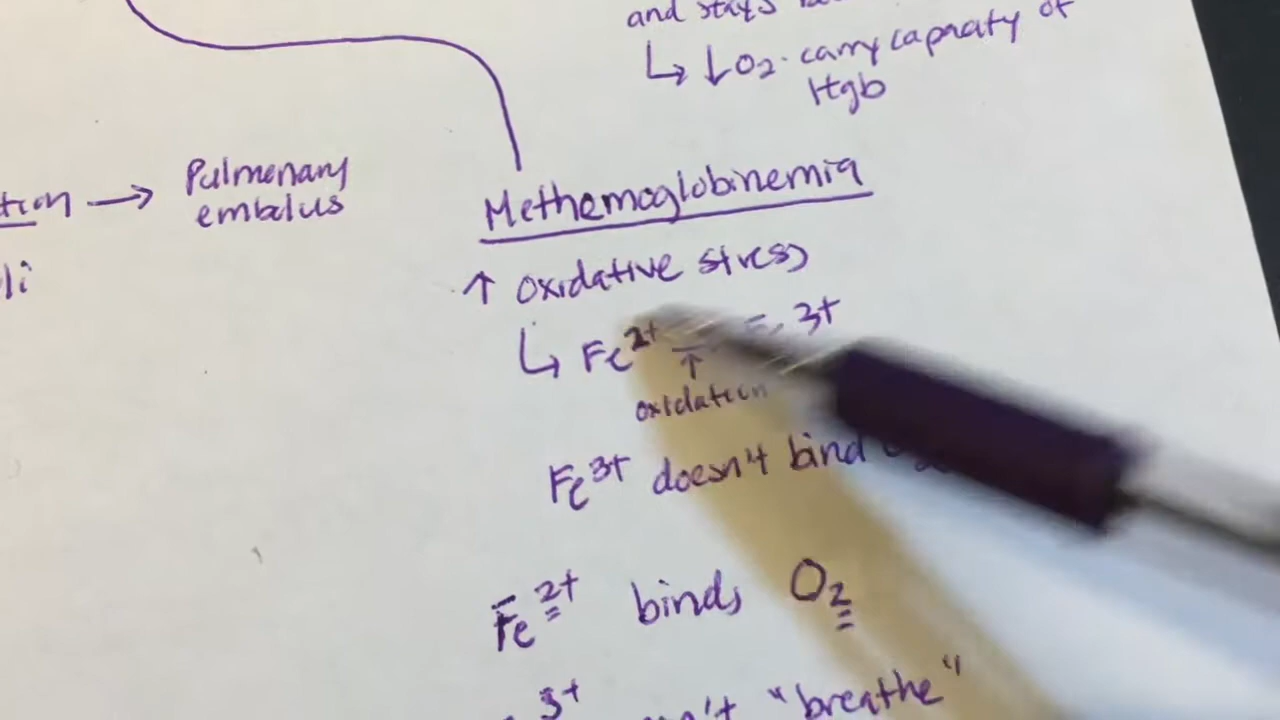 and stays
↳ ↓O₂- carry capacity of
Hgb
→ Pulmonary
embolus
Methemoglobinemia
↑ oxidative stress
↳ Fe²⁺ 3+
↑
oxidation
Fe³⁺ doesn't bind
Fe²⁺ binds O₂
3+ "breathe"